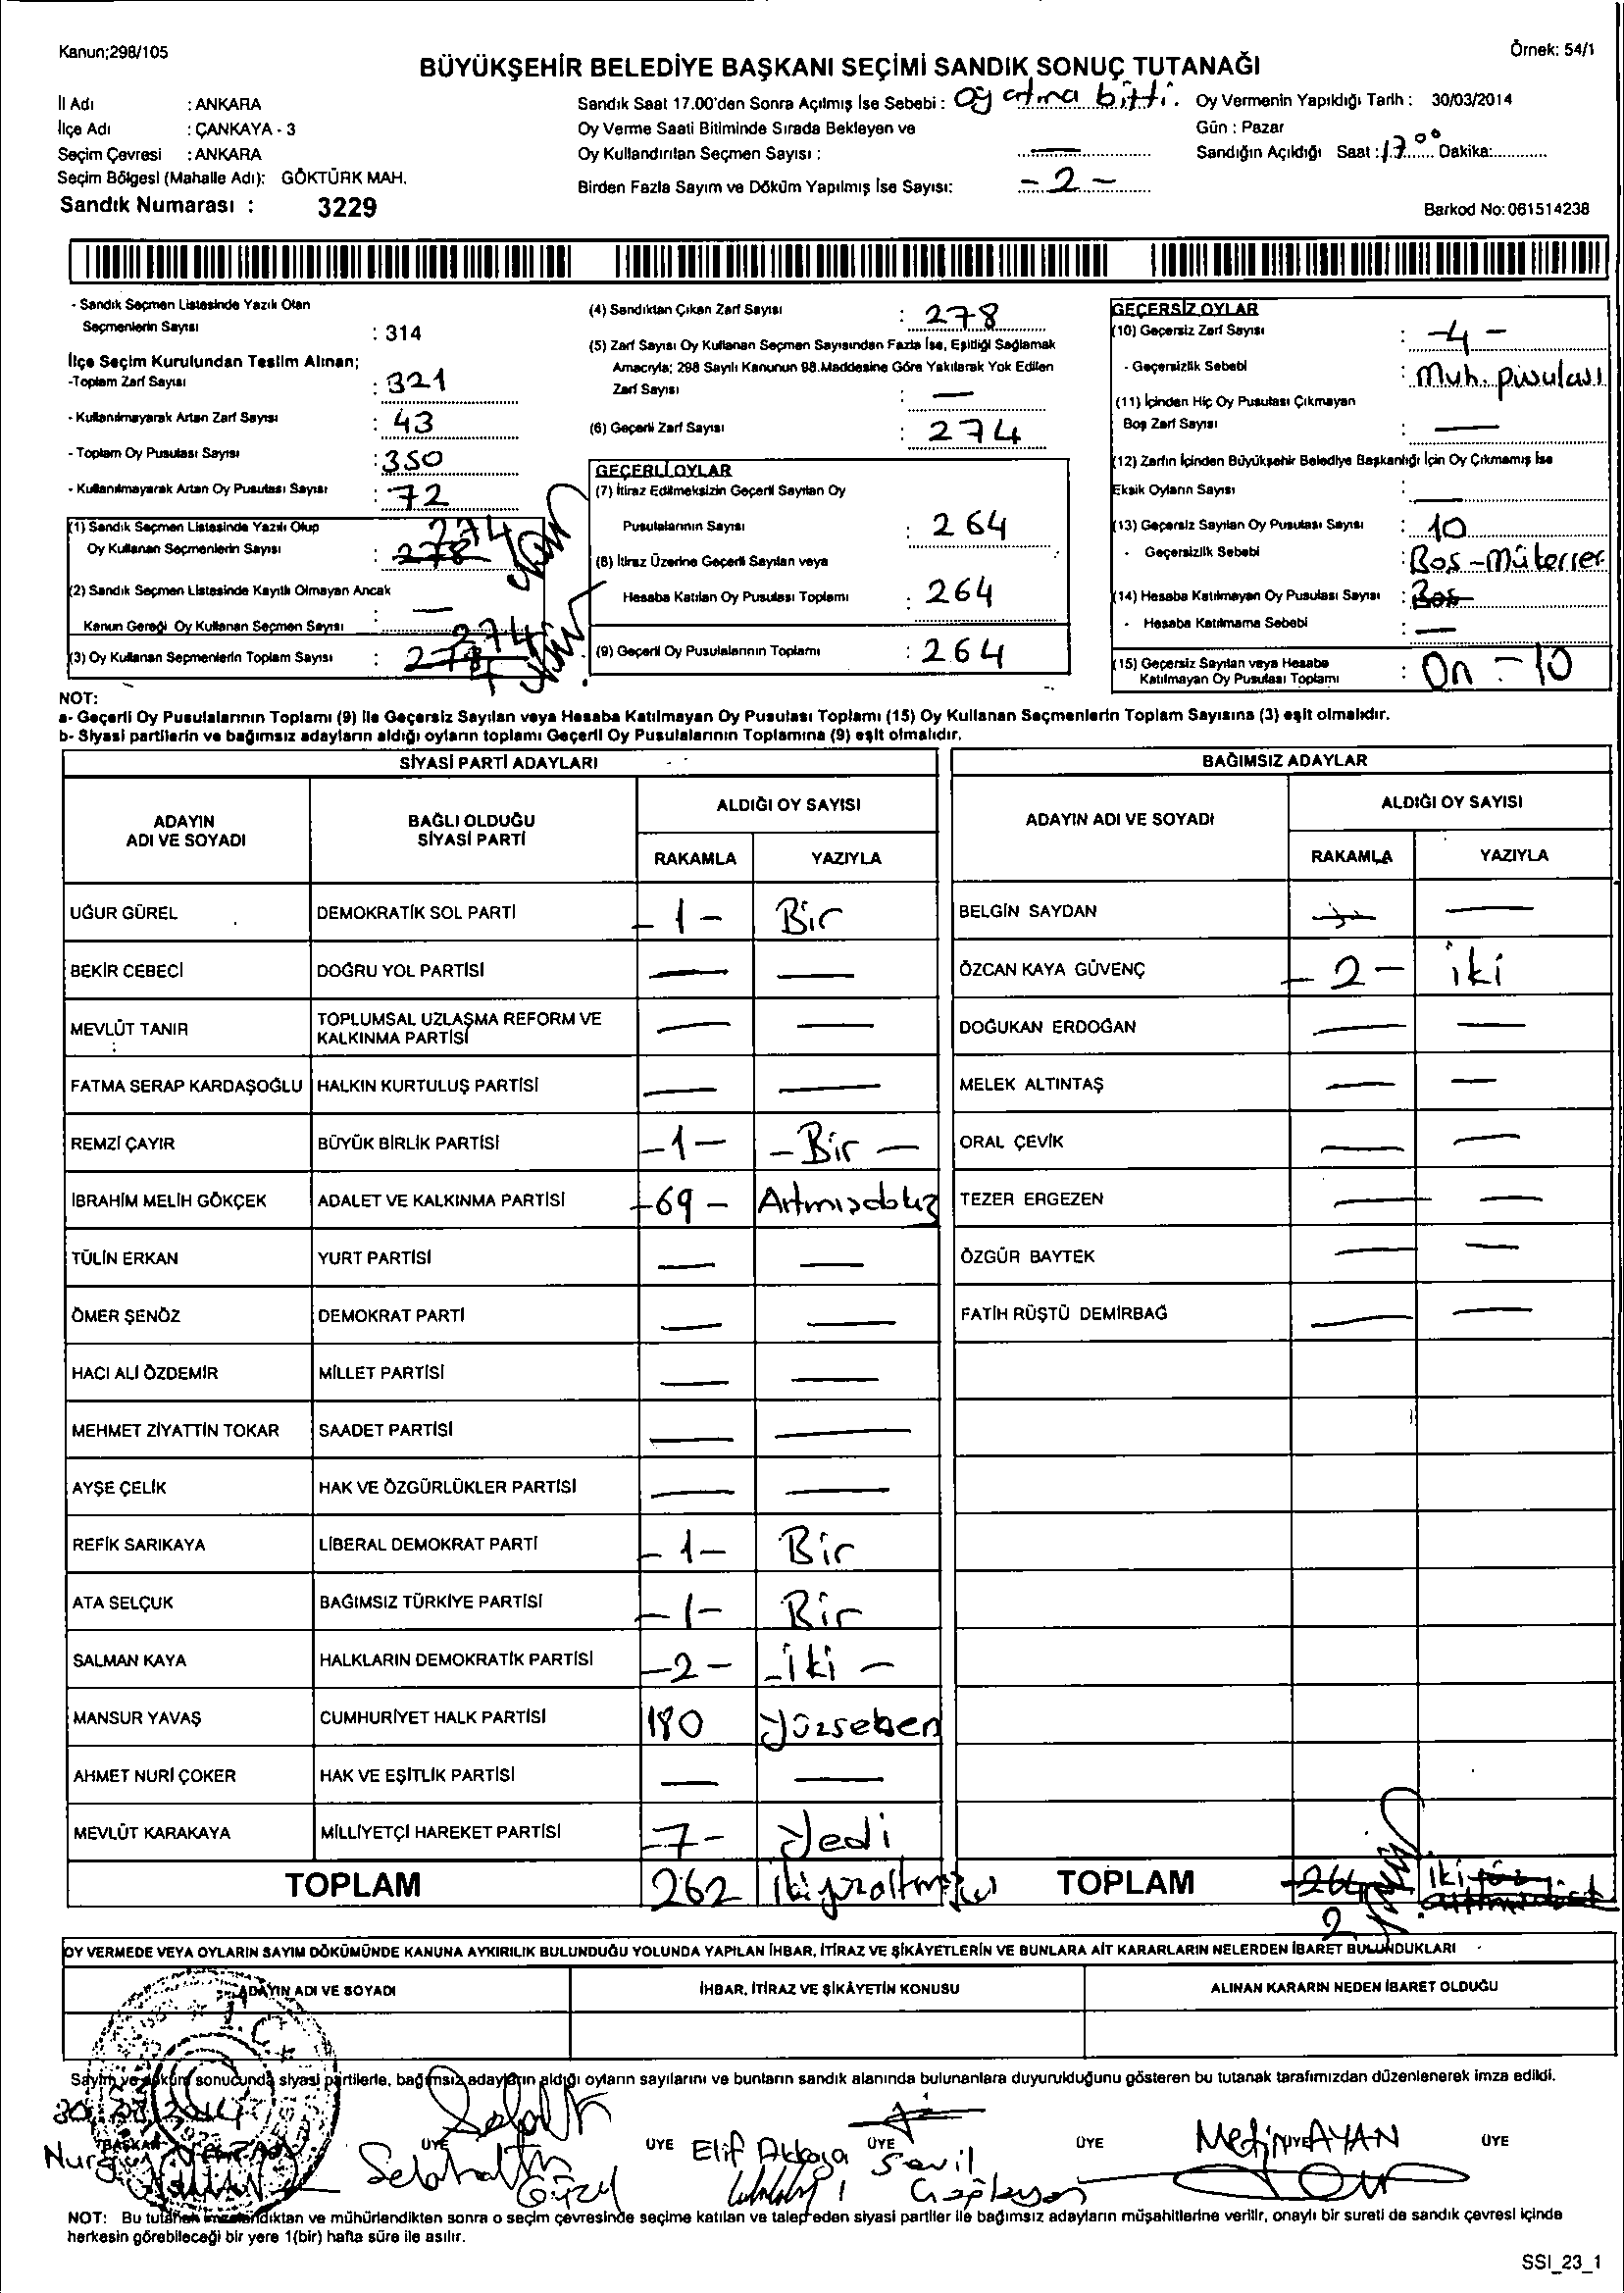 Kanun;298/105
Örnek: 54/1
BÜYÜKŞEHİR BELEDİYE BAŞKANI SEÇİMİ SANDIK SONUÇ TUTANAĞI
İl Adı : ANKARA
İlçe Adı : ÇANKAYA - 3
Seçim Çevresi : ANKARA
Seçim Bölgesi (Mahalle Adı): GÖKTÜRK MAH.
Sandık Numarası : 3229
Sandık Saat 17.00'den Sonra Açılmış İse Sebebi : Oy atma bitti.
Oy Verme Saati Bitiminde Sırada Bekleyen ve
Oy Kullandırılan Seçmen Sayısı : —
Birden Fazla Sayım ve Döküm Yapılmış İse Sayısı: - 2 -
Oy Vermenin Yapıldığı Tarih : 30/03/2014
Gün : Pazar
Sandığın Açıldığı Saat : 17.00 Dakika:............
Barkod No: 061514238
- Sandık Seçmen Listesinde Yazılı Olan
Seçmenlerin Sayısı : 314
İlçe Seçim Kurulundan Teslim Alınan;
-Toplam Zarf Sayısı : 321
- Kullanılmayarak Artan Zarf Sayısı : 43
- Toplam Oy Pusulası Sayısı : 350
- Kullanılmayarak Artan Oy Pusulası Sayısı : 72
(1) Sandık Seçmen Listesinde Yazılı Olup 274
Oy Kullanan Seçmenlerin Sayısı : 278
(2) Sandık Seçmen Listesinde Kayıtlı Olmayan Ancak
Kanun Gereği Oy Kullanan Seçmen Sayısı : —
274
(3) Oy Kullanan Seçmenlerin Toplam Sayısı : 278
(4) Sandıktan Çıkan Zarf Sayısı : 278
(5) Zarf Sayısı Oy Kullanan Seçmen Sayısından Fazla İse, Eşitliği Sağlamak
Amacıyla; 298 Sayılı Kanunun 98.Maddesine Göre Yakılarak Yok Edilen
Zarf Sayısı : —
(6) Geçerli Zarf Sayısı : 274
GEÇERLİ OYLAR
(7) İtiraz Edilmeksizin Geçerli Sayılan Oy
Pusulalarının Sayısı : 264
(8) İtiraz Üzerine Geçerli Sayılan veya
Hesaba Katılan Oy Pusulası Toplamı : 264
(9) Geçerli Oy Pusulalarının Toplamı : 264
GEÇERSİZ OYLAR
(10) Geçersiz Zarf Sayısı : -4-
- Geçersizlik Sebebi : Muh. pusulası
(11) İçinden Hiç Oy Pusulası Çıkmayan
Boş Zarf Sayısı : —
(12) Zarfın İçinden Büyükşehir Belediye Başkanlığı İçin Oy Çıkmamış İse
Eksik Oyların Sayısı : —
(13) Geçersiz Sayılan Oy Pusulası Sayısı : 10
- Geçersizlik Sebebi : Bos - Mükerrer
(14) Hesaba Katılmayan Oy Pusulası Sayısı : Bos
- Hesaba Katılmama Sebebi : —
(15) Geçersiz Sayılan veya Hesaba
Katılmayan Oy Pusulası Toplamı : On - 10
NOT:
a- Geçerli Oy Pusulalarının Toplamı (9) ile Geçersiz Sayılan veya Hesaba Katılmayan Oy Pusulası Toplamı (15) Oy Kullanan Seçmenlerin Toplam Sayısına (3) eşit olmalıdır.
b- Siyasi partilerin ve bağımsız adayların aldığı oyların toplamı Geçerli Oy Pusulalarının Toplamına (9) eşit olmalıdır.
SİYASİ PARTİ ADAYLARI
ADAYIN ADI VE SOYADI
BAĞLI OLDUĞU SİYASİ PARTİ
ALDIĞI OY SAYISI
RAKAMLA YAZIYLA
UĞUR GÜREL DEMOKRATİK SOL PARTİ - 1 - Bir
BEKİR CEBECİ DOĞRU YOL PARTİSİ — —
MEVLÜT TANIR TOPLUMSAL UZLAŞMA REFORM VE KALKINMA PARTİSİ — —
FATMA SERAP KARDAŞOĞLU HALKIN KURTULUŞ PARTİSİ — —
REMZİ ÇAYIR BÜYÜK BİRLİK PARTİSİ -1- - Bir -
İBRAHİM MELİH GÖKÇEK ADALET VE KALKINMA PARTİSİ -69-
TÜLİN ERKAN YURT PARTİSİ — —
ÖMER ŞENÖZ DEMOKRAT PARTİ — —
HACI ALİ ÖZDEMİR MİLLET PARTİSİ — —
MEHMET ZİYATTİN TOKAR SAADET PARTİSİ — —
AYŞE ÇELİK HAK VE ÖZGÜRLÜKLER PARTİSİ — —
REFİK SARIKAYA LİBERAL DEMOKRAT PARTİ - 1 - Bir
ATA SELÇUK BAĞIMSIZ TÜRKİYE PARTİSİ - 1 - Bir
SALMAN KAYA HALKLARIN DEMOKRATİK PARTİSİ -2- - iki -
MANSUR YAVAŞ CUMHURİYET HALK PARTİSİ 180 Yüzseksen
AHMET NURİ ÇOKER HAK VE EŞİTLİK PARTİSİ — —
MEVLÜT KARAKAYA MİLLİYETÇİ HAREKET PARTİSİ -7- Yedi
TOPLAM 262 İkiyüzaltmışiki
BAĞIMSIZ ADAYLAR
ADAYIN ADI VE SOYADI
ALDIĞI OY SAYISI
RAKAMLA YAZIYLA
BELGİN SAYDAN — —
ÖZCAN KAYA GÜVENÇ - 2 - iki
DOĞUKAN ERDOĞAN — —
MELEK ALTINTAŞ — —
ORAL ÇEVİK — —
TEZER ERGEZEN — —
ÖZGÜR BAYTEK — —
FATİH RÜŞTÜ DEMİRBAĞ — —
TOPLAM 264 İkiyüz
2
OY VERMEDE VEYA OYLARIN SAYIM DÖKÜMÜNDE KANUNA AYKIRILIK BULUNDUĞU YOLUNDA YAPILAN İHBAR, İTİRAZ VE ŞİKÂYETLERİN VE BUNLARA AİT KARARLARIN NELERDEN İBARET BULUNDUKLARI
ADAYIN ADI VE SOYADI İHBAR, İTİRAZ VE ŞİKÂYETİN KONUSU ALINAN KARARIN NEDEN İBARET OLDUĞU
T.C.
Sayım ve döküm sonucunda siyasi partilerle, bağımsız adayların aldığı oyların sayılarını ve bunların sandık alanında bulunanlara duyurulduğunu gösteren bu tutanak tarafımızdan düzenlenerek imza edildi.
BAŞKAN ÜYE ÜYE ÜYE ÜYE ÜYE ÜYE
Selahattin Güzel
Elif Akkaya
Sevil
Metin AYAN
NOT: Bu tutanak imzalandıktan ve mühürlendikten sonra o seçim çevresinde seçime katılan ve talep eden siyasi partiler ile bağımsız adayların müşahitlerine verilir, onaylı bir sureti de sandık çevresi içinde
herkesin görebileceği bir yere 1(bir) hafta süre ile asılır.
SSI_23_1